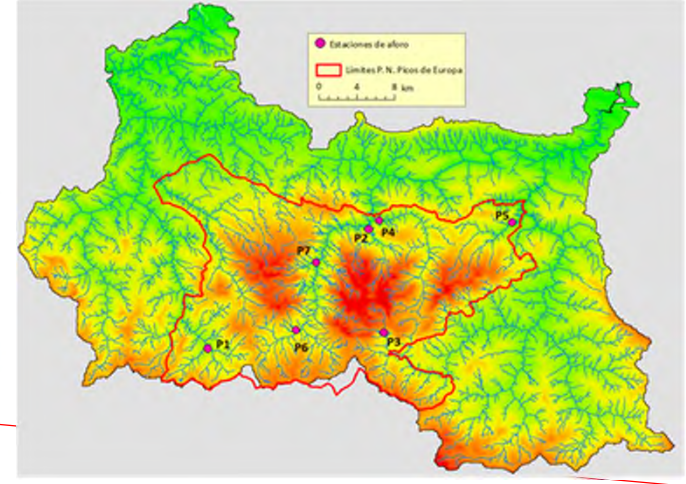 Estaciones de aforo
Límites P. N. Picos de Europa
0 4 8 km
P5
P4
P2
P7
P3
P6
P1